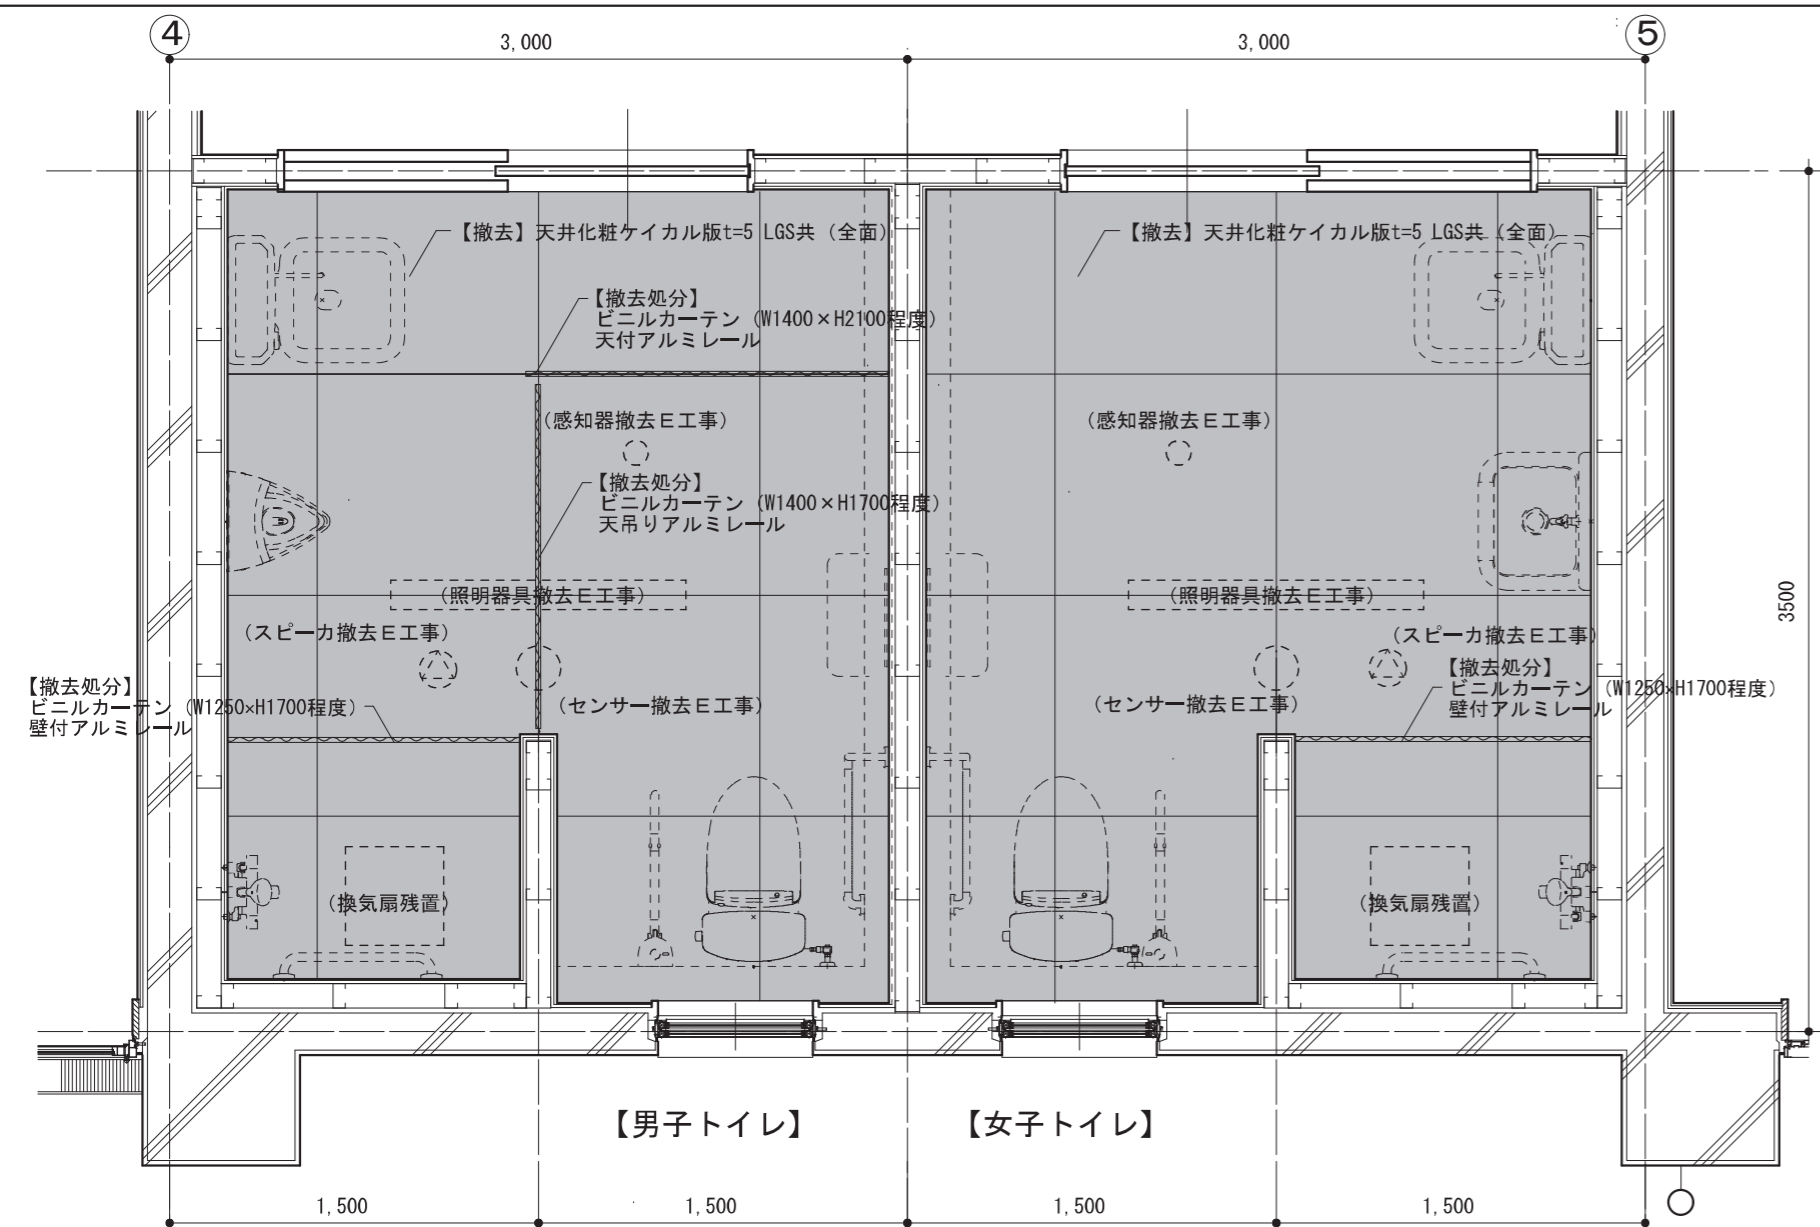 ④
⑤
3,000
3,000
【撤去】天井化粧ケイカル版t=5 LGS共（全面）
【撤去】天井化粧ケイカル版t=5 LGS共（全面）
【撤去処分】
ビニルカーテン（W1400×H2100程度）
天付アルミレール
（感知器撤去Ｅ工事）
（感知器撤去Ｅ工事）
【撤去処分】
ビニルカーテン（W1400×H1700程度）
天吊りアルミレール
（照明器具撤去Ｅ工事）
（照明器具撤去Ｅ工事）
3500
（スピーカ撤去Ｅ工事）
（スピーカ撤去Ｅ工事）
【撤去処分】
ビニルカーテン（W1250×H1700程度）
壁付アルミレール
（センサー撤去Ｅ工事）
（センサー撤去Ｅ工事）
【撤去処分】
ビニルカーテン（W1250×H1700程度）
壁付アルミレール
（換気扇残置）
（換気扇残置）
【男子トイレ】
【女子トイレ】
1,500
1,500
1,500
1,500